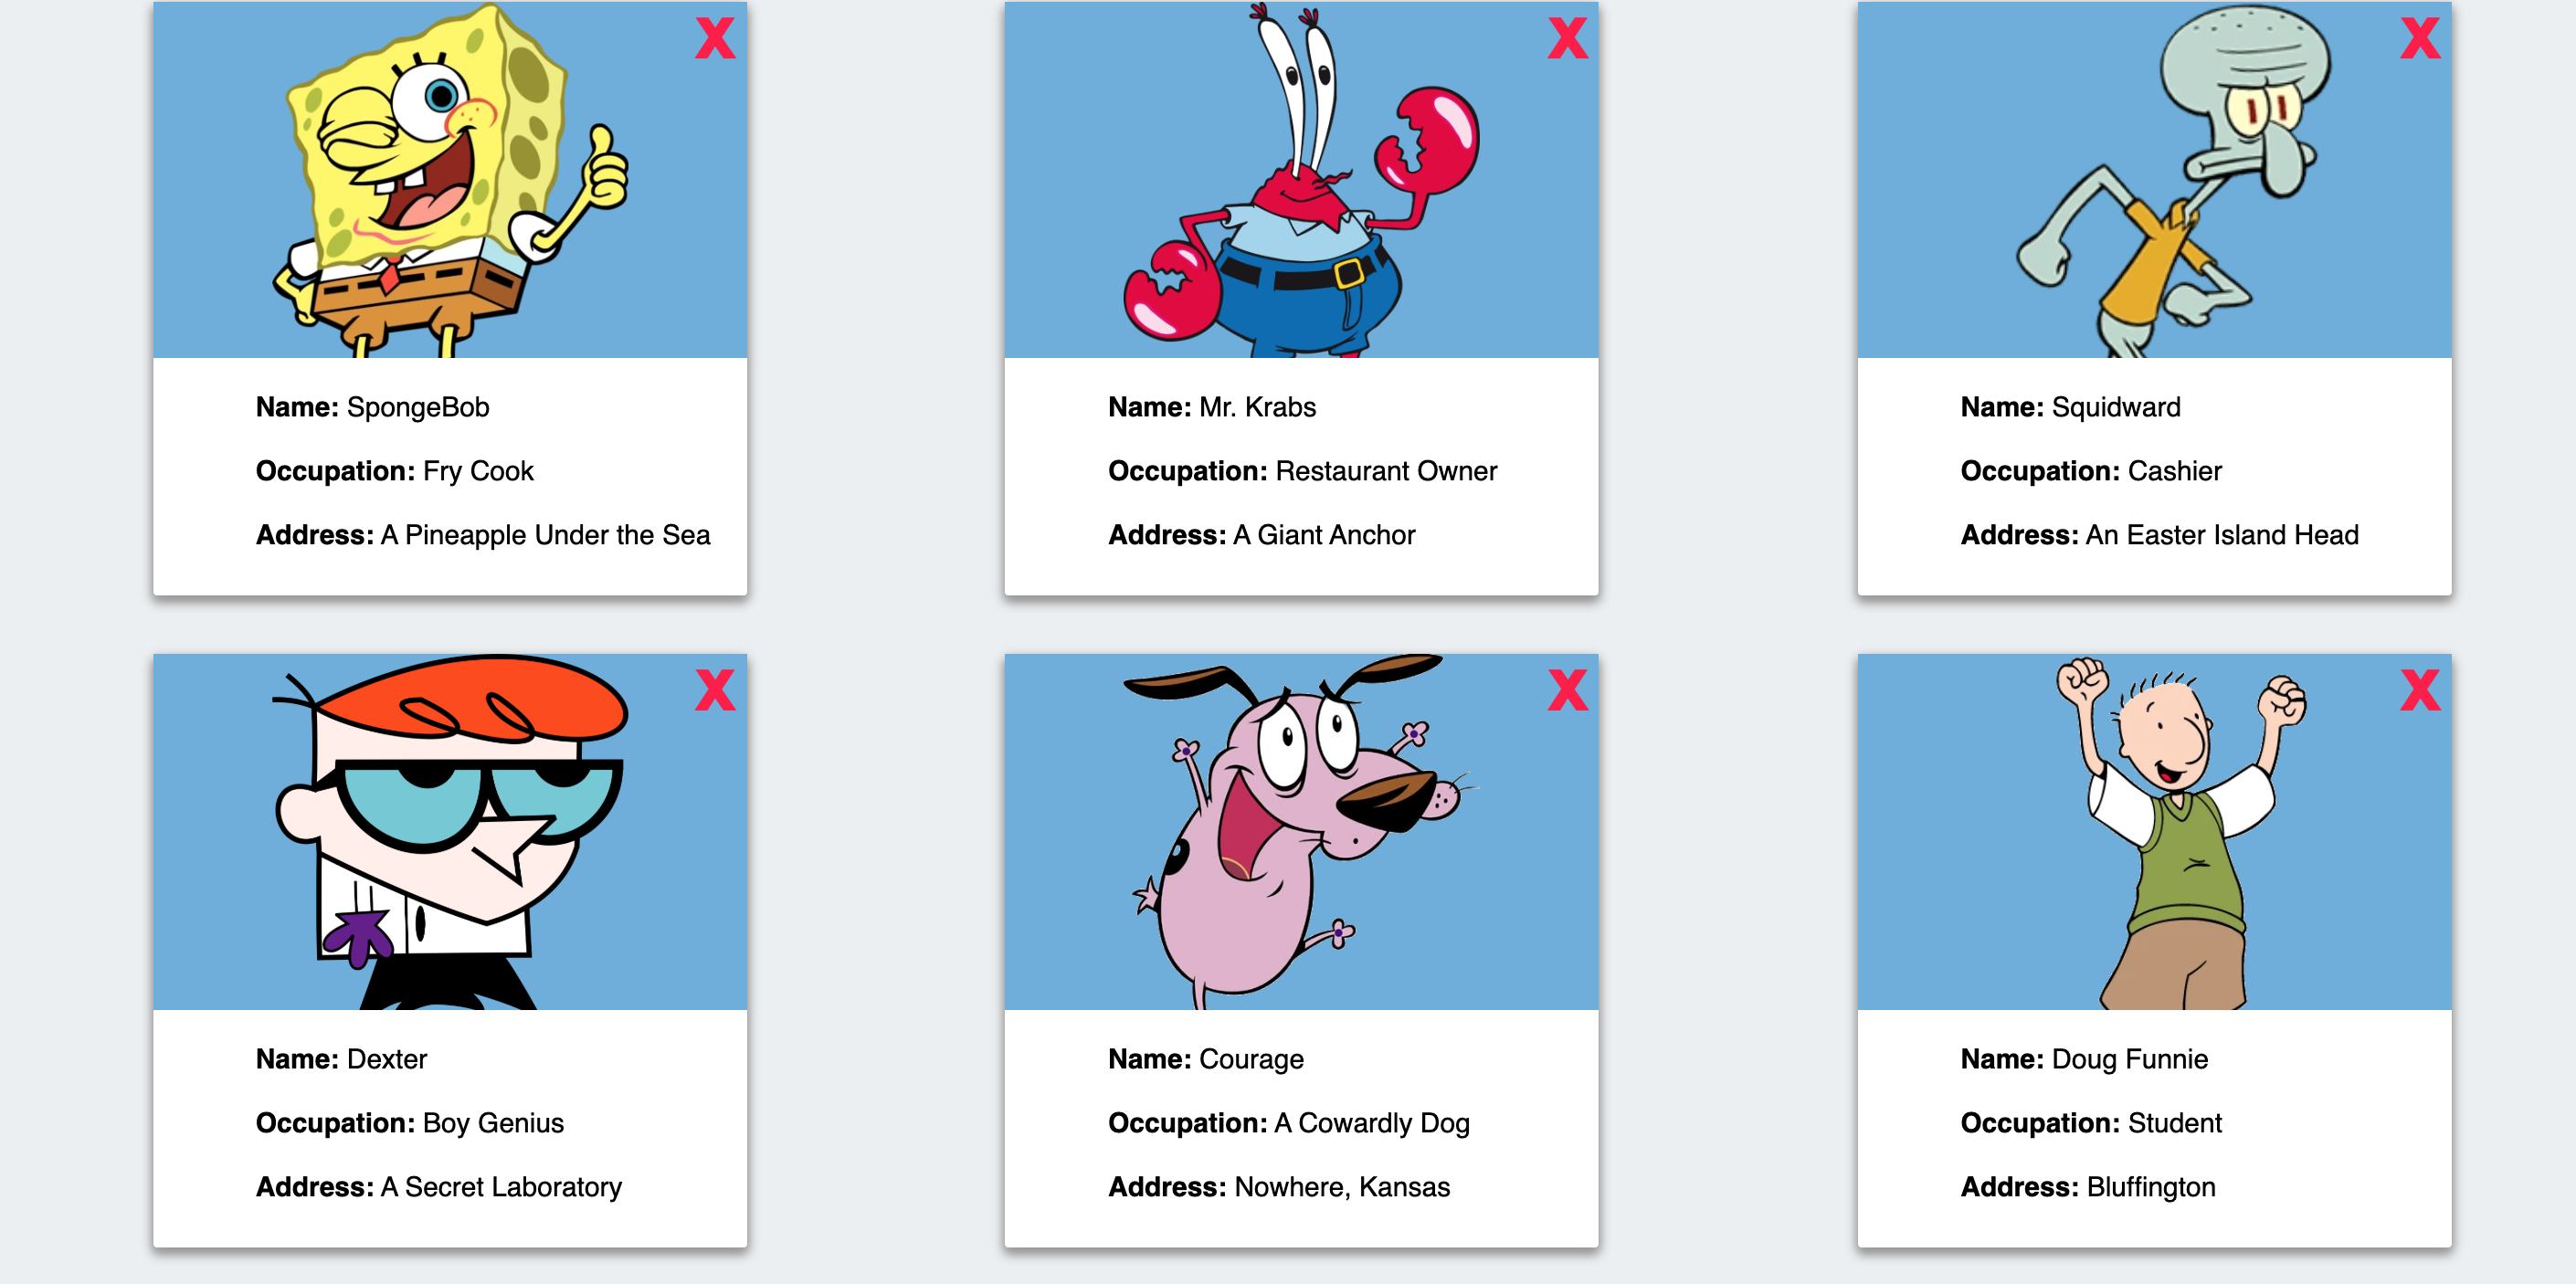 X
X
X
Name: SpongeBob
Occupation: Fry Cook
Address: A Pineapple Under the Sea
Name: Mr. Krabs
Occupation: Restaurant Owner
Address: A Giant Anchor
Name: Squidward
Occupation: Cashier
Address: An Easter Island Head
X
X
X
Name: Dexter
Occupation: Boy Genius
Address: A Secret Laboratory
Name: Courage
Occupation: A Cowardly Dog
Address: Nowhere, Kansas
Name: Doug Funnie
Occupation: Student
Address: Bluffington